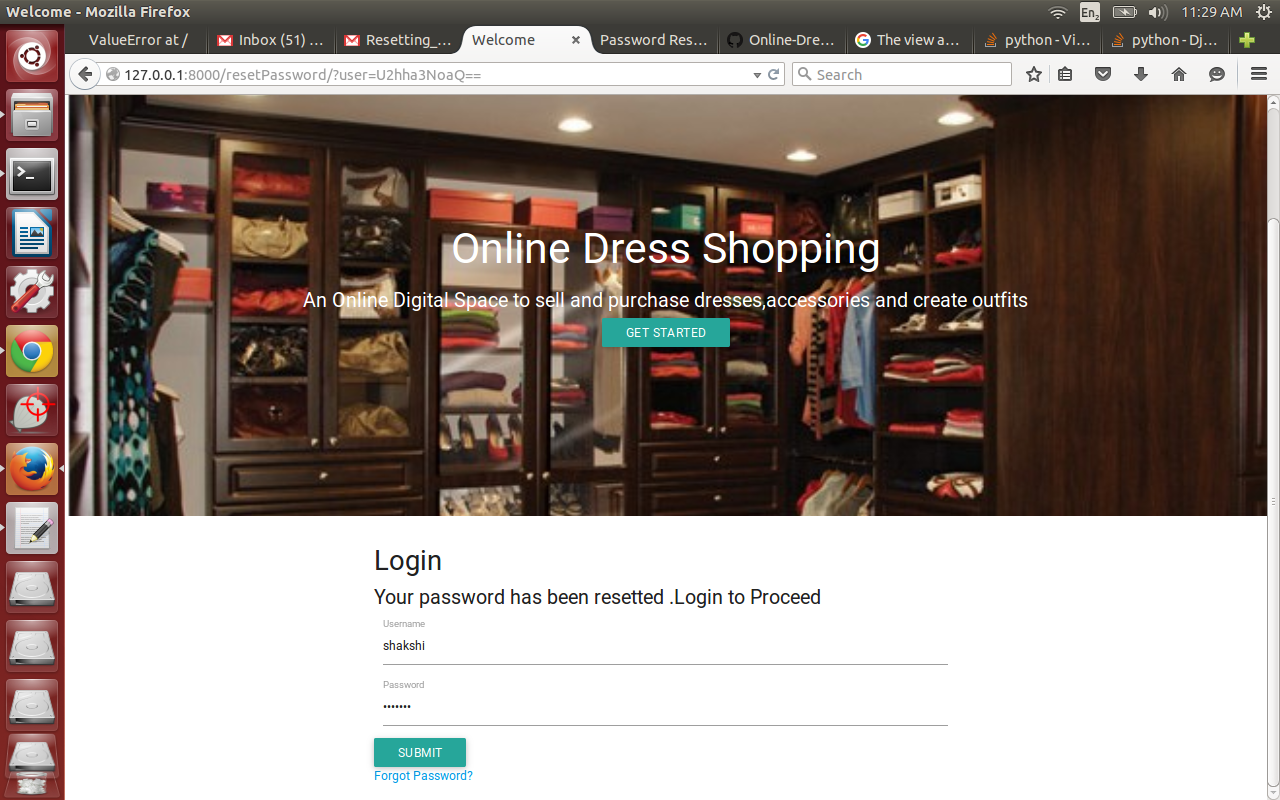 Welcome - Mozilla Firefox
En2
11:29 AM
ValueError at /
Inbox (51) ...
Resetting_...
Welcome
Password Res...
Online-Dre...
The view a...
python - Vi...
python - Dj...
127.0.0.1:8000/resetPassword/?user=U2hha3NoaQ==
Search
Online Dress Shopping
An Online Digital Space to sell and purchase dresses,accessories and create outfits
GET STARTED
Login
Your password has been resetted .Login to Proceed
Username
shakshi
Password
•••••••
SUBMIT
Forgot Password?